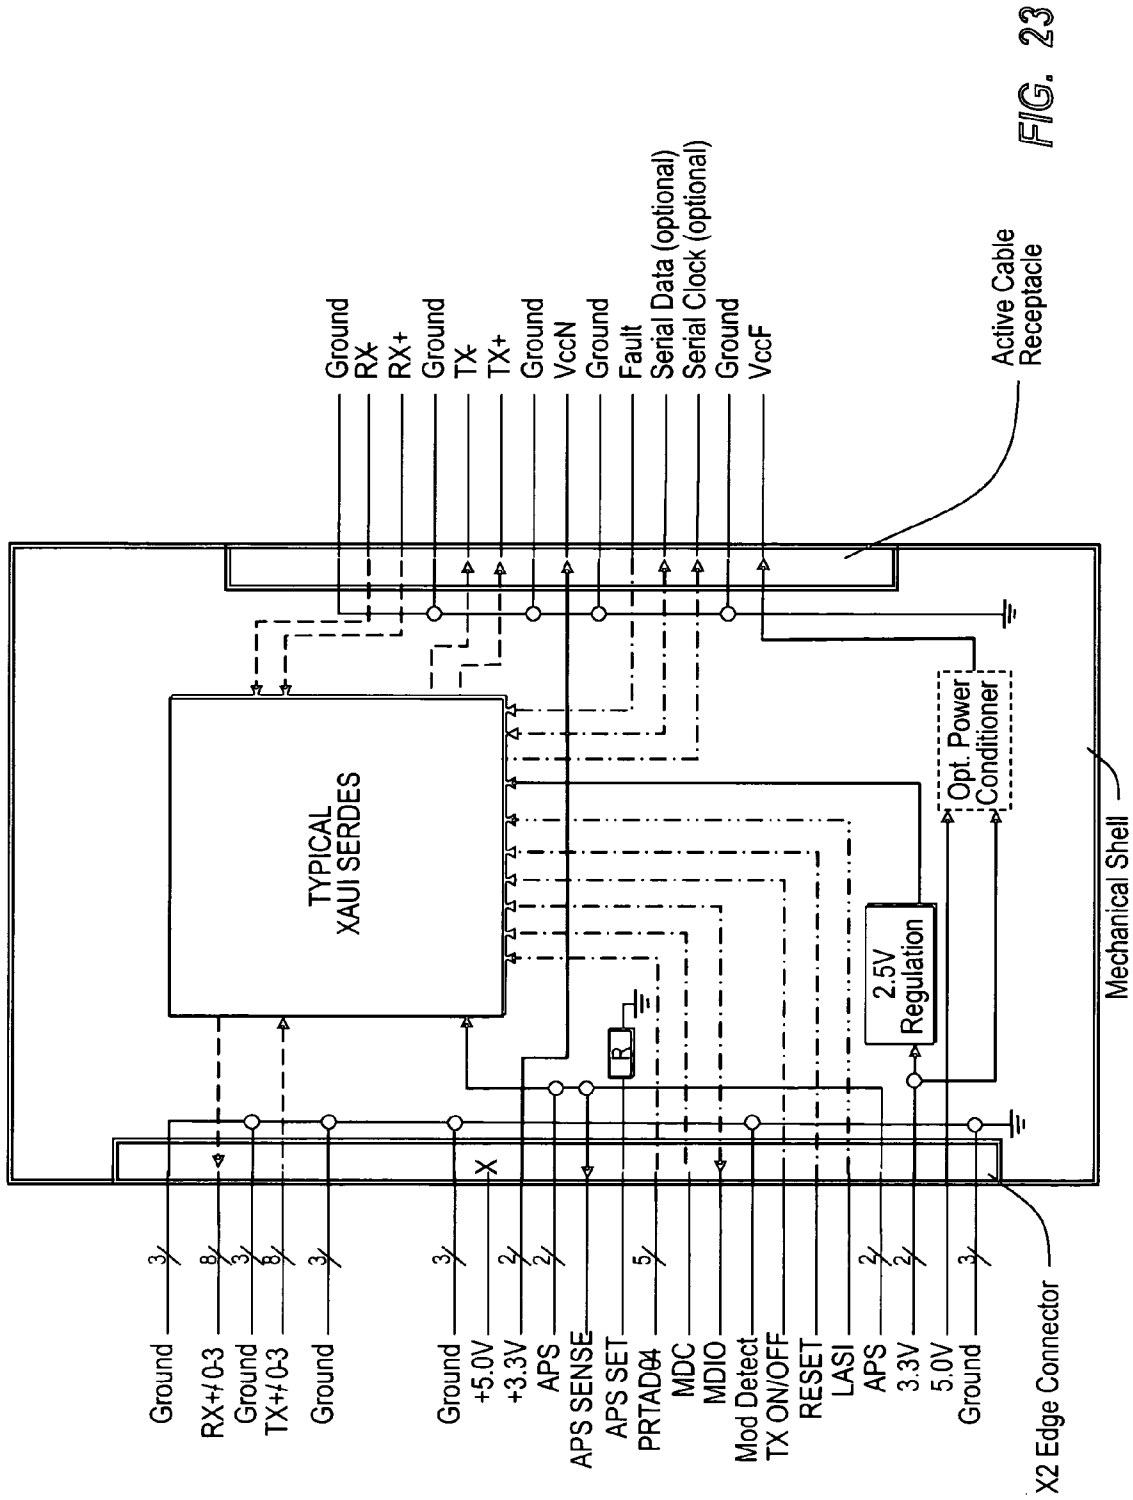 FIG. 23
Ground
RX-
RX+
Ground
TX-
TX+
Ground
VccN
Ground
Fault
Serial Data (optional)
Serial Clock (optional)
Ground
VccF
Active Cable
Receptacle
TYPICAL
XAUI SERDES
Opt. Power
Conditioner
2.5V
Regulation
R
X
Mechanical Shell
3
8
3
8
3
3
2
2
5
2
2
3
Ground
RX+/ 0-3
Ground
TX+/ 0-3
Ground
Ground
+5.0V
+3.3V
APS
APS SENSE
APS SET
PRTAD04
MDC
MDIO
Mod Detect
TX ON/OFF
RESET
LASI
APS
3.3V
5.0V
Ground
X2 Edge Connector